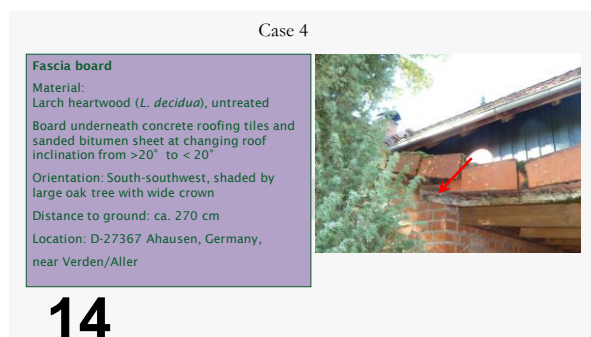 Case 4
Fascia board
Material:
Larch heartwood (L. decidua), untreated
Board underneath concrete roofing tiles and
sanded bitumen sheet at changing roof
inclination from >20° to < 20°
Orientation: South-southwest, shaded by
large oak tree with wide crown
Distance to ground: ca. 270 cm
Location: D-27367 Ahausen, Germany,
near Verden/Aller
14